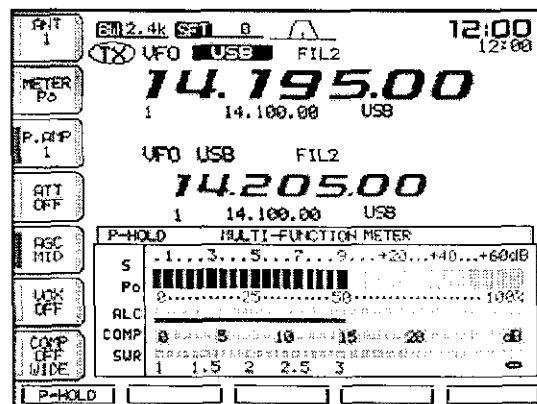 ANT 1
BW 2.4k SFT 0
12:00
12:00
TX VFO USB FIL2
METER Po
14.195.00
1 14.100.00 USB
P.AMP 1
VFO USB FIL2
ATT OFF
14.205.00
1 14.100.00 USB
AGC MID
P-HOLD MULTI-FUNCTION METER
S .1...3...5...7...9...+20...+40...+60dB
Po
0.........25.........50.................100%
VOX OFF
ALC
COMP 0 5 10 15 20 dB
COMP OFF WIDE
SWR
1 1.5 2 2.5 3 ∞
P-HOLD